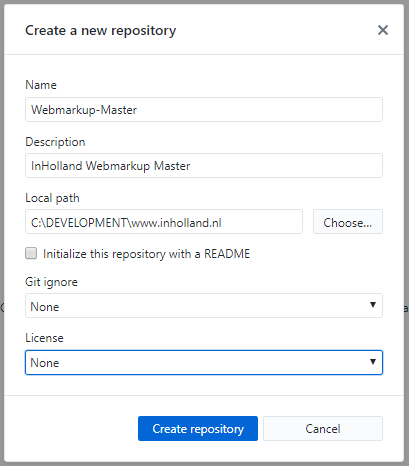 Create a new repository
Name
Webmarkup-Master
Description
InHolland Webmarkup Master
Local path
C:\DEVELOPMENT\www.inholland.nl
Choose...
Initialize this repository with a README
Git ignore
None
License
None
Create repository
Cancel